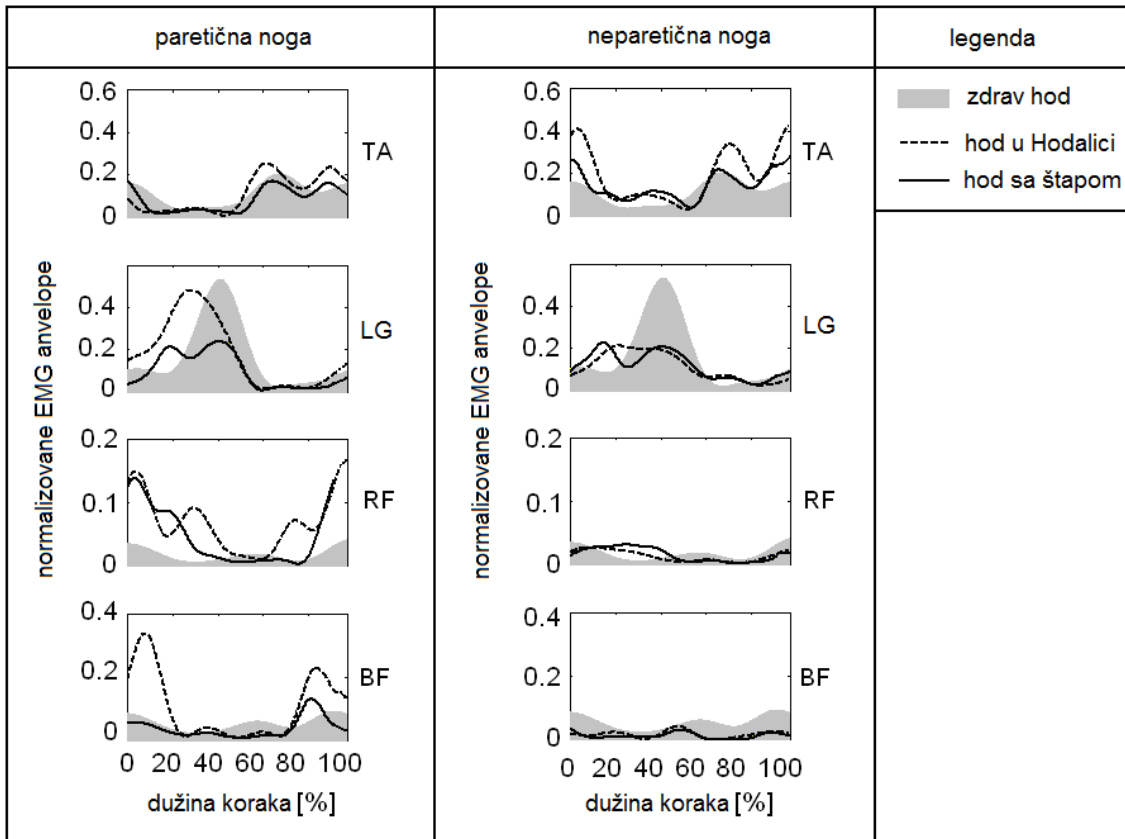 paretična noga
neparetična noga
legenda
zdrav hod
hod u Hodalici
hod sa štapom
normalizovane EMG anvelope
0.6
0.4
0.2
0
TA
0.4
0.2
0
LG
0.2
0.1
0
RF
0.4
0.2
0
BF
0 20 40 60 80 100
dužina koraka [%]
normalizovane EMG anvelope
0.6
0.4
0.2
0
TA
0.4
0.2
0
LG
0.2
0.1
0
RF
0.4
0.2
0
BF
0 20 40 60 80 100
dužina koraka [%]